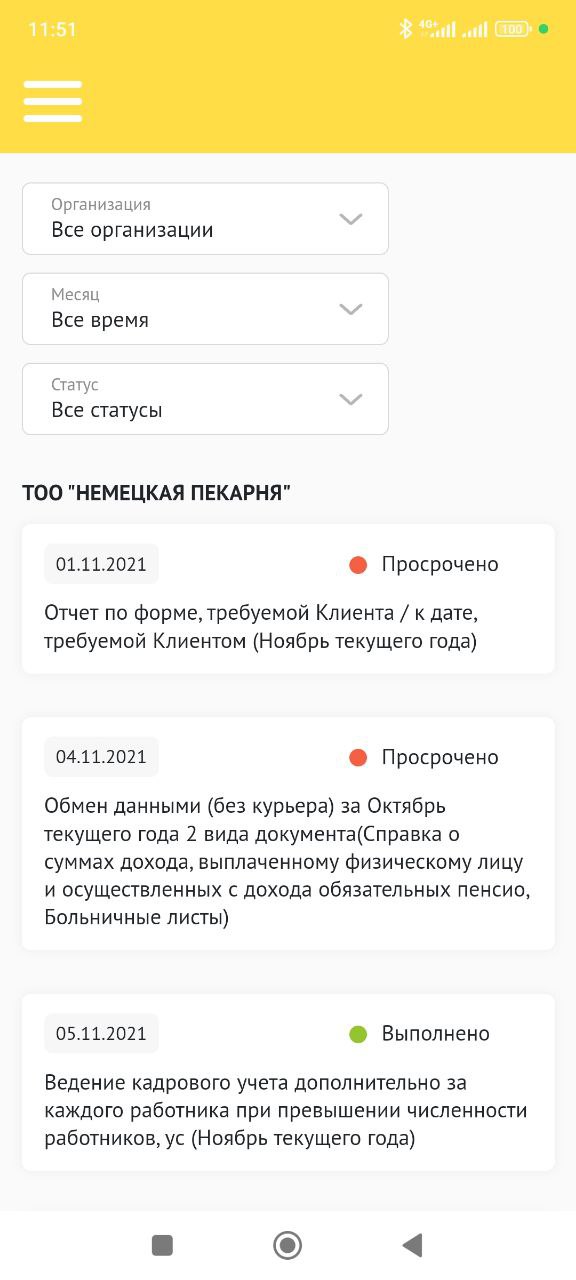 11:51
4G+
100
Организация
Все организации
Месяц
Все время
Статус
Все статусы
ТОО "НЕМЕЦКАЯ ПЕКАРНЯ"
01.11.2021
Просрочено
Отчет по форме, требуемой Клиента / к дате,
требуемой Клиентом (Ноябрь текущего года)
04.11.2021
Просрочено
Обмен данными (без курьера) за Октябрь
текущего года 2 вида документа(Справка о
суммах дохода, выплаченному физическому лицу
и осуществленных с дохода обязательных пенсио,
Больничные листы)
05.11.2021
Выполнено
Ведение кадрового учета дополнительно за
каждого работника при превышении численности
работников, ус (Ноябрь текущего года)